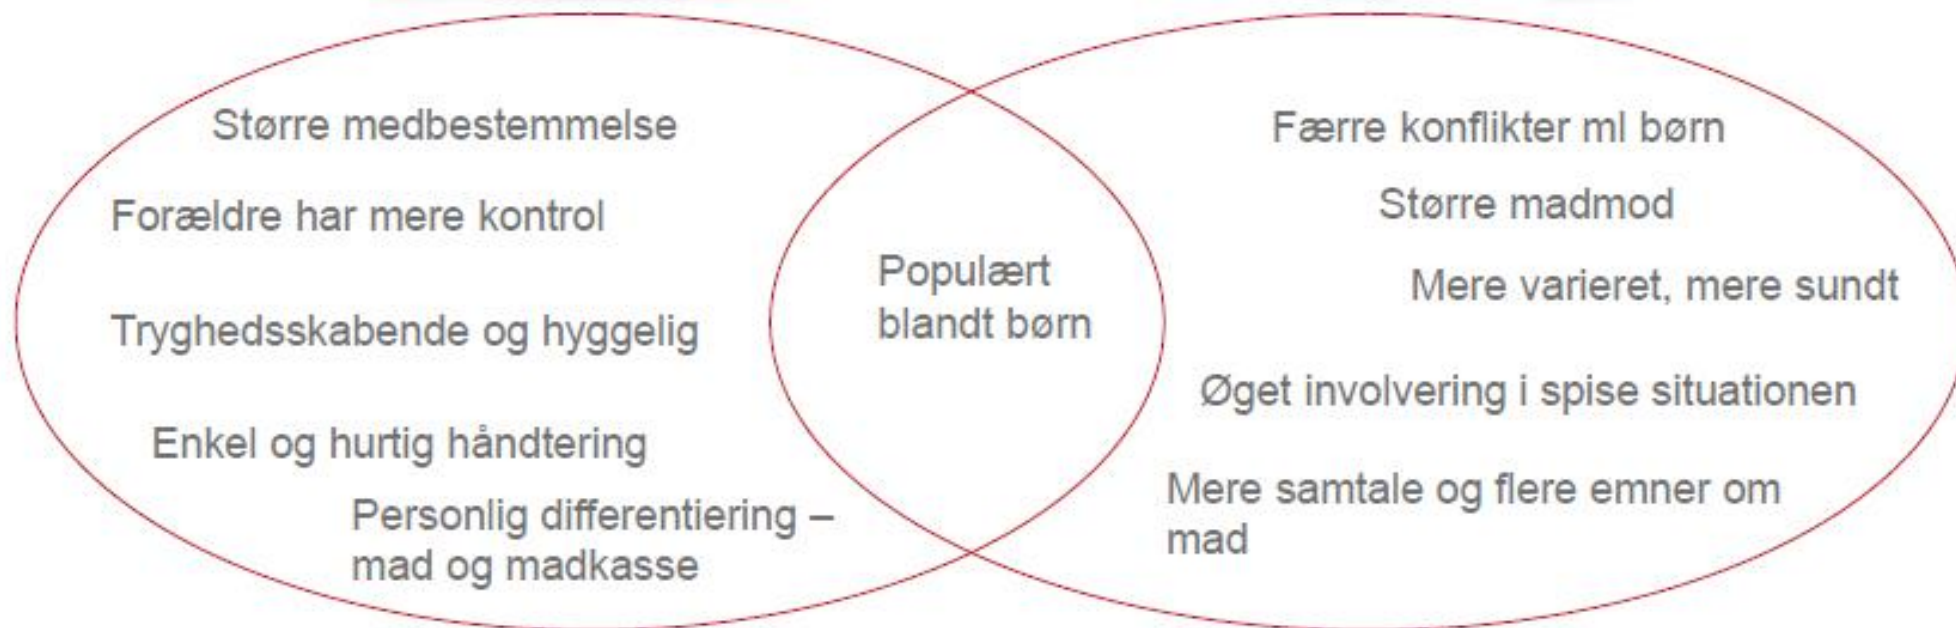 Større medbestemmelse
Forældre har mere kontrol
Tryghedsskabende og hyggelig
Enkel og hurtig håndtering
Personlig differentiering –
mad og madkasse
Populært
blandt børn
Færre konflikter ml børn
Større madmod
Mere varieret, mere sundt
Øget involvering i spise situationen
Mere samtale og flere emner om
mad